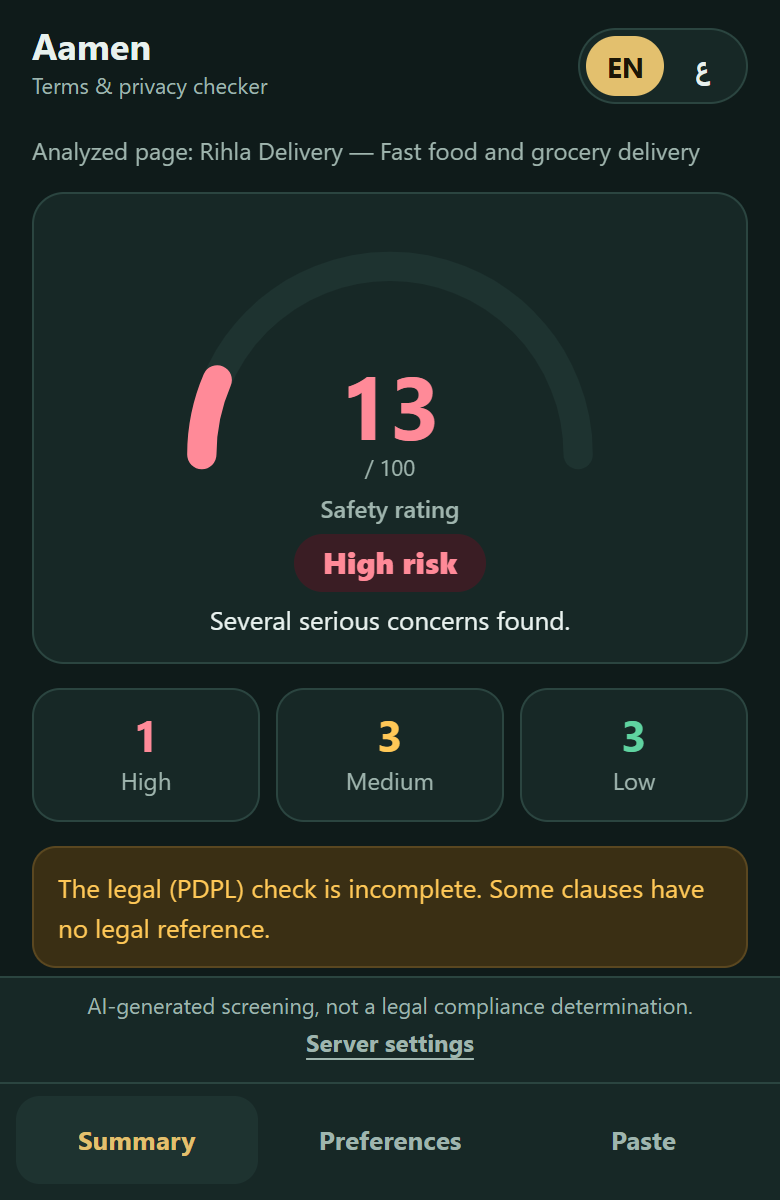 Aamen
Terms & privacy checker
EN
ع
Analyzed page: Rihla Delivery — Fast food and grocery delivery
13
/ 100
Safety rating
High risk
Several serious concerns found.
1
High
3
Medium
3
Low
The legal (PDPL) check is incomplete. Some clauses have
no legal reference.
AI-generated screening, not a legal compliance determination.
Server settings
Summary
Preferences
Paste